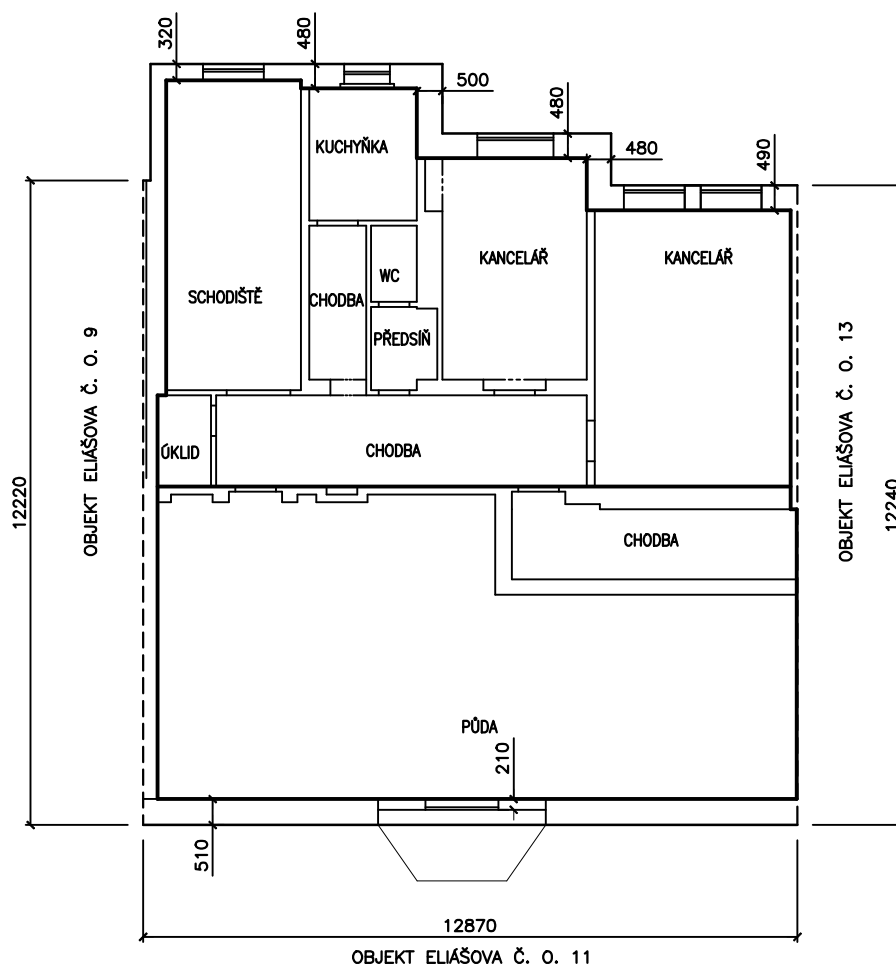 320
480
500
480
480
490
KUCHYŇKA
KANCELÁŘ
KANCELÁŘ
WC
SCHODIŠTĚ
CHODBA
PŘEDSÍŇ
OBJEKT ELIÁŠOVA Č. O. 9
OBJEKT ELIÁŠOVA Č. O. 13
ÚKLID
CHODBA
12220
12240
CHODBA
PŮDA
210
510
12870
OBJEKT ELIÁŠOVA Č. O. 11